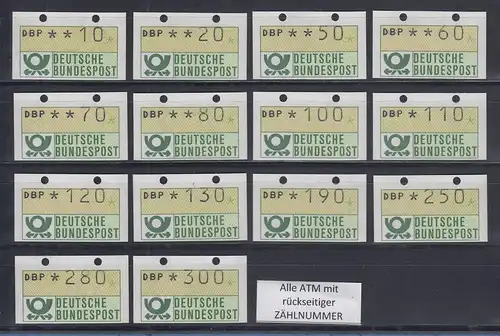 DBP **10*
DEUTSCHE
BUNDESPOST
DBP **20*
DEUTSCHE
BUNDESPOST
DBP **50*
DEUTSCHE
BUNDESPOST
DBP **60*
DEUTSCHE
BUNDESPOST
DBP **70*
DEUTSCHE
BUNDESPOST
DBP **80*
DEUTSCHE
BUNDESPOST
DBP *100*
DEUTSCHE
BUNDESPOST
DBP *110*
DEUTSCHE
BUNDESPOST
DBP *120*
DEUTSCHE
BUNDESPOST
DBP *130*
DEUTSCHE
BUNDESPOST
DBP *190*
DEUTSCHE
BUNDESPOST
DBP *250*
DEUTSCHE
BUNDESPOST
DBP *280*
DEUTSCHE
BUNDESPOST
DBP *300*
DEUTSCHE
BUNDESPOST
Alle ATM mit
rückseitiger
ZÄHLNUMMER